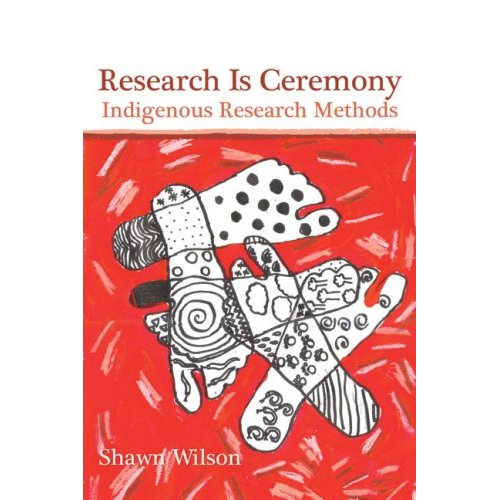 Research Is Ceremony
Indigenous Research Methods
Shawn Wilson